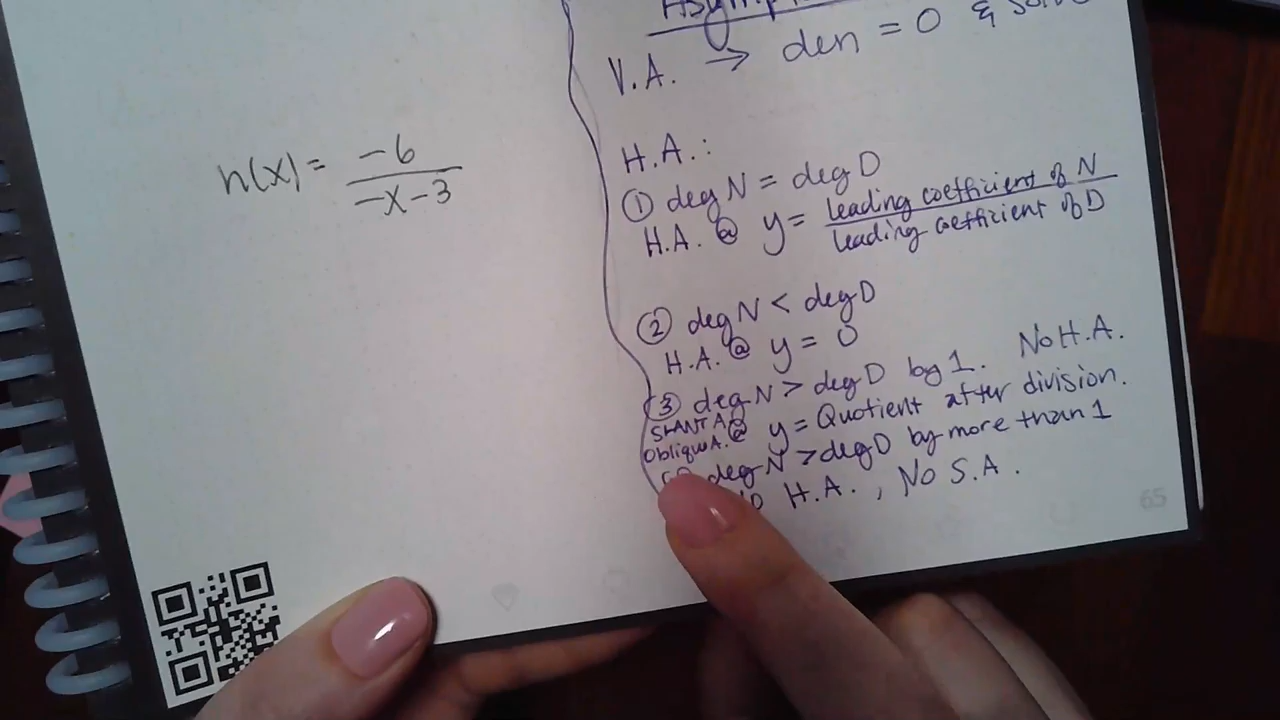 V.A. → den = 0 &
n(x) = -6 / -x-3
H.A.:
① deg N = deg D
H.A. @ y = leading coefficient of N / leading coefficient of D
② deg N < deg D
H.A. @ y = 0
③ deg N > deg D by 1. No H.A.
SLANT A. @ y = Quotient after division.
Oblique A.
deg N > deg D by more than 1
H.A., No S.A.
65